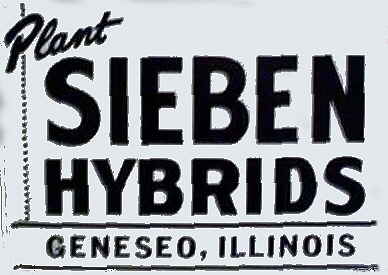 Plant
SIEBEN
HYBRIDS
GENESEO, ILLINOIS